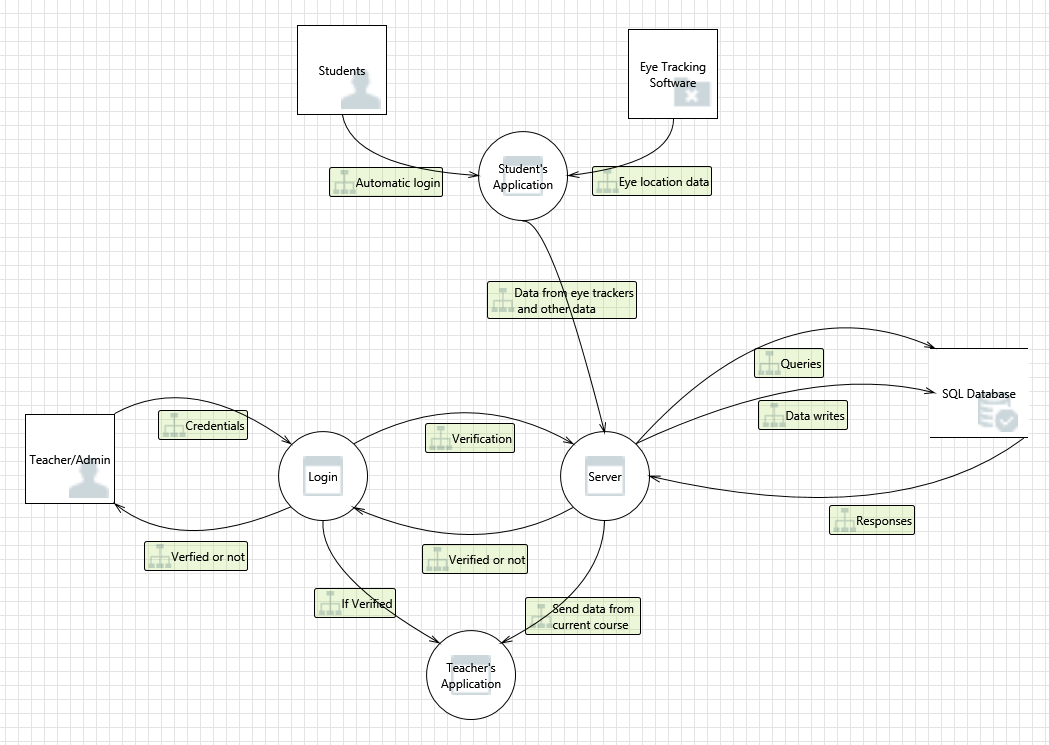 Students
Eye Tracking
Software
Student's
Application
Automatic login
Eye location data
Data from eye trackers
and other data
Queries
SQL Database
Data writes
Credentials
Verification
Teacher/Admin
Login
Server
Responses
Verfied or not
Verified or not
If Verified
Send data from
current course
Teacher's
Application